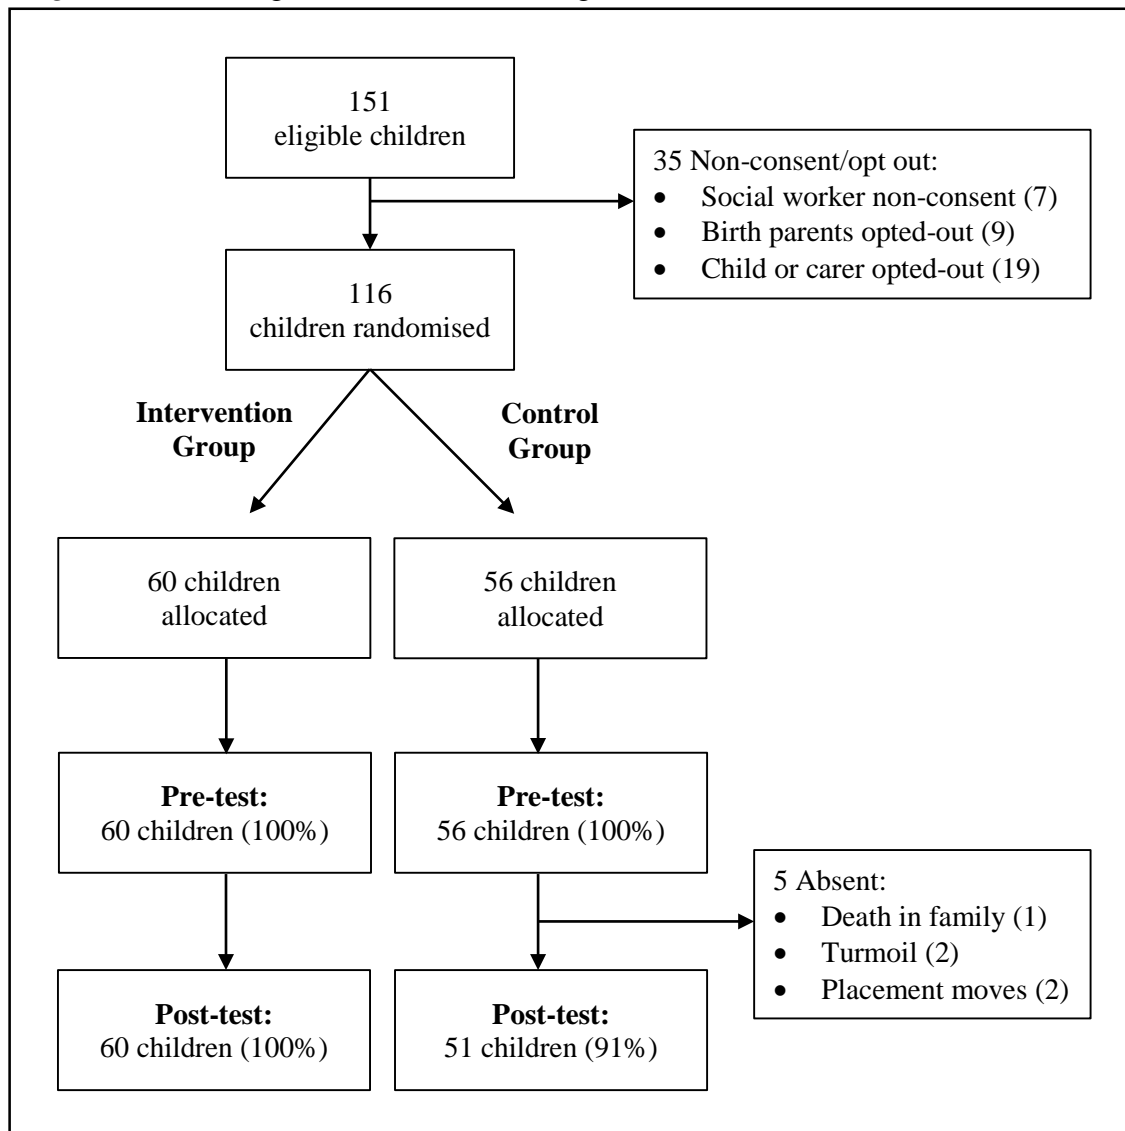 151
eligible children
35 Non-consent/opt out:
• Social worker non-consent (7)
• Birth parents opted-out (9)
• Child or carer opted-out (19)
116
children randomised
Intervention
Group
Control
Group
60 children
allocated
56 children
allocated
Pre-test:
60 children (100%)
Pre-test:
56 children (100%)
5 Absent:
• Death in family (1)
• Turmoil (2)
• Placement moves (2)
Post-test:
60 children (100%)
Post-test:
51 children (91%)